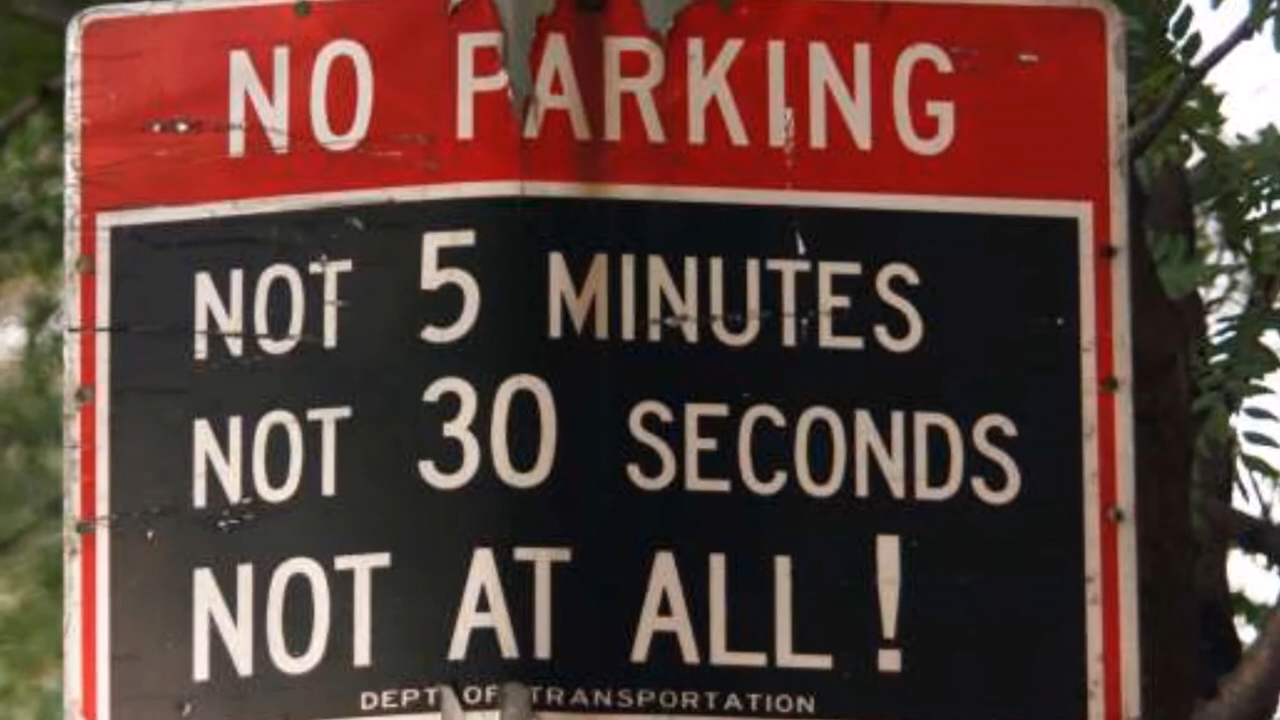 NO PARKING
NOT 5 MINUTES
NOT 30 SECONDS
NOT AT ALL!
DEPT OF TRANSPORTATION